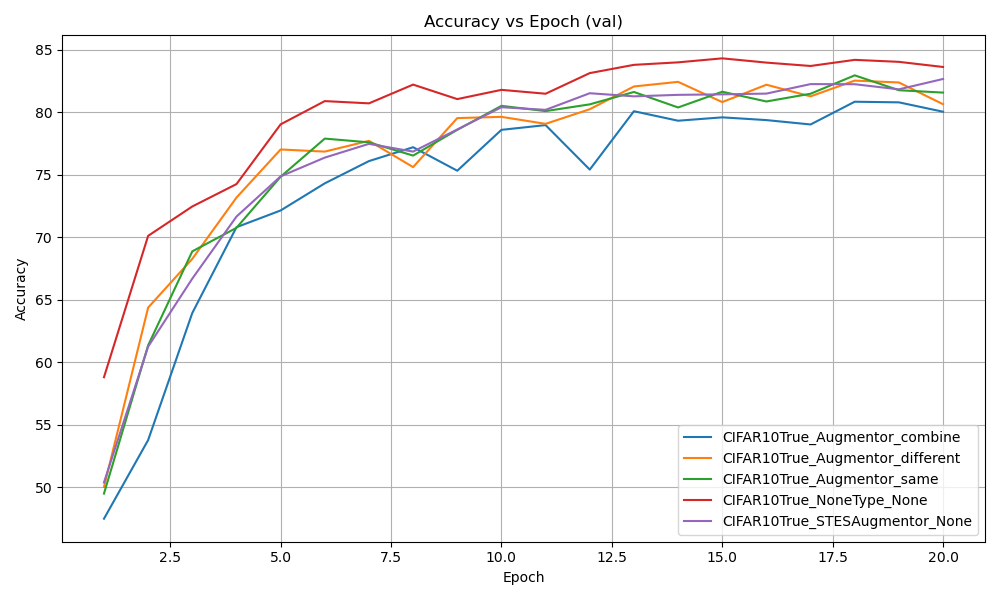 Accuracy vs Epoch (val)
85
80
75
70
65
60
55
50
Accuracy
2.5
5.0
7.5
10.0
12.5
15.0
17.5
20.0
Epoch
CIFAR10True_Augmentor_combine
CIFAR10True_Augmentor_different
CIFAR10True_Augmentor_same
CIFAR10True_NoneType_None
CIFAR10True_STESAugmentor_None